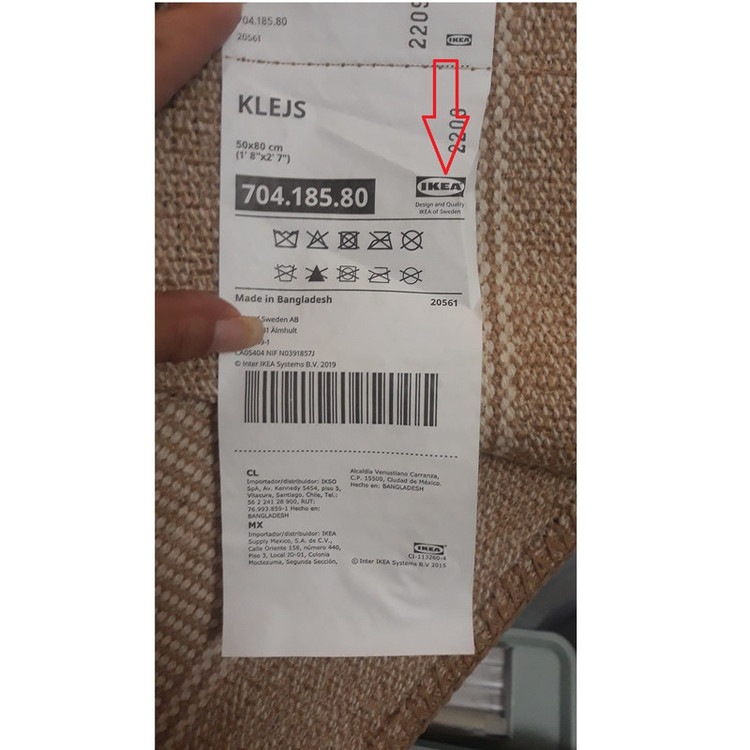 704.185.80
20561
2209
IKEA
KLEJS
2209
50x80 cm
(1' 8"x2' 7")
704.185.80
IKEA
Design and Quality
IKEA of Sweden
Made in Bangladesh
20561
Sweden AB
Älmhult
CA05404 NIF N0391857J
© Inter IKEA Systems B.V. 2019
CL
Importador/distribuidor: IKSO
SpA, Av. Kennedy 5454, piso 5,
Vitacura, Santiago, Chile, Tel.:
56 2 241 28 900, RUT:
76.993.859-1 Hecho en:
BANGLADESH
MX
Importador/distribuidor: IKEA
Supply Mexico, S.A. de C.V.,
Calle Oriente 158, número 440,
Piso 3, Local JO-01, Colonia
Moctezuma, Segunda Sección,
Alcaldía Venustiano Carranza,
C.P. 15500, Ciudad de México.
Hecho en: BANGLADESH
IKEA
CI-113260-4
© Inter IKEA Systems B.V 2015